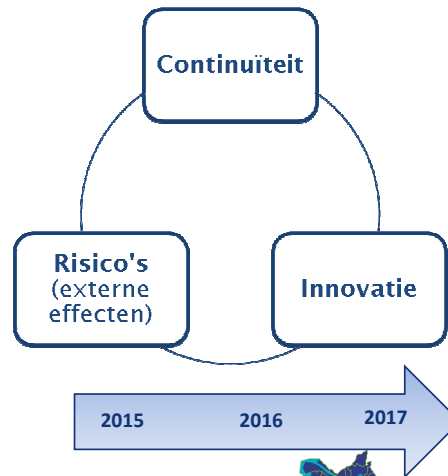 Continuïteit
Risico's
(externe
effecten)
Innovatie
2015 2016 2017